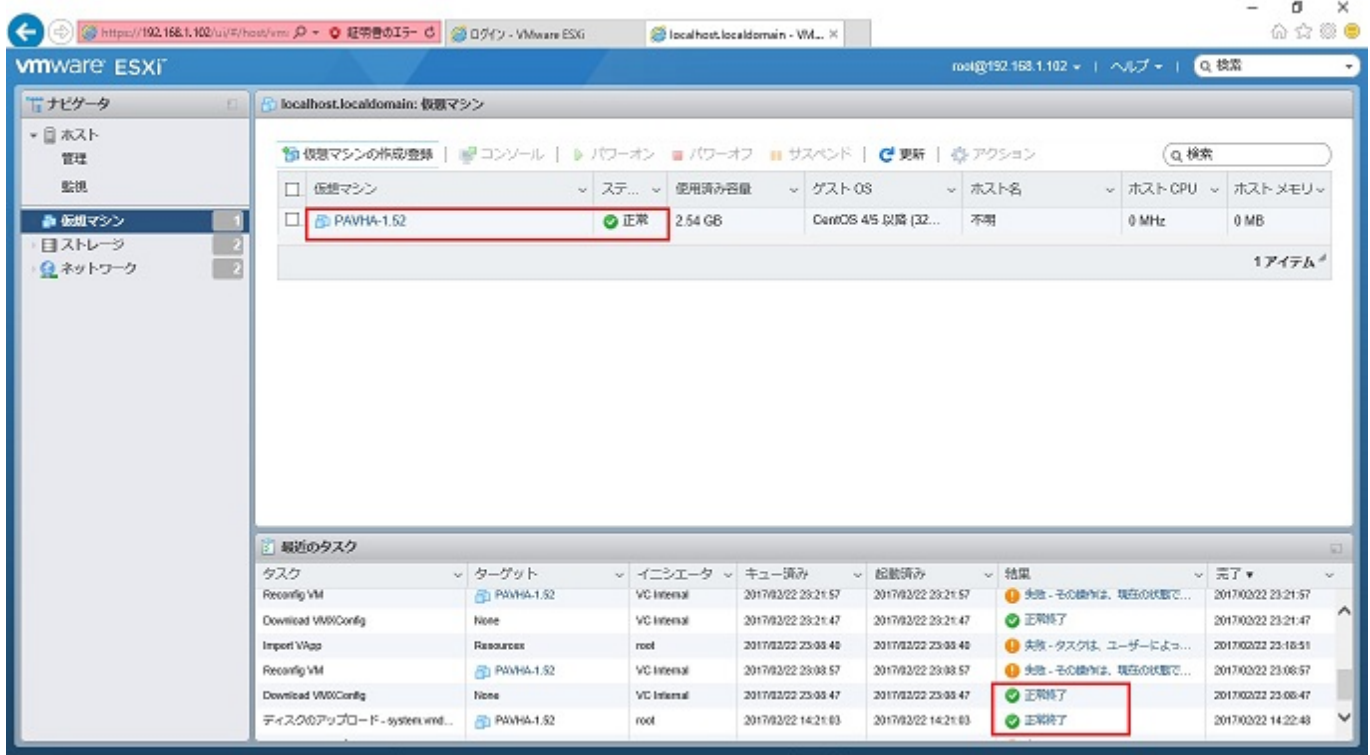 https://192.168.1.102/ui/#/host/vms 証明書のエラー ログイン - VMware ESXi localhost.localdomain - VM...
vmware ESXi root@192.168.1.102 | ヘルプ | 検索
ナビゲータ localhost.localdomain: 仮想マシン
ホスト
管理
監視
仮想マシン 1
ストレージ 2
ネットワーク 2
仮想マシンの作成/登録 | コンソール | パワーオン パワーオフ サスペンド | 更新 | アクション 検索
仮想マシン ステ... 使用済み容量 ゲスト OS ホスト名 ホスト CPU ホスト メモリ
PAVHA-1.52 正常 2.54 GB CentOS 4/5 以降 (32... 不明 0 MHz 0 MB
1 アイテム
最近のタスク
タスク ターゲット イニシエータ キュー済み 起動済み 結果 完了 ▼
Reconfig VM PAVHA-1.52 VC Internal 2017/02/22 23:21:57 2017/02/22 23:21:57 失敗 - その操作は、現在の状態で... 2017/02/22 23:21:57
Download VMXConfig None VC Internal 2017/02/22 23:21:47 2017/02/22 23:21:47 正常終了 2017/02/22 23:21:47
Import VApp Resources root 2017/02/22 23:08:40 2017/02/22 23:08:40 失敗 - タスクは、ユーザーによっ... 2017/02/22 23:18:51
Reconfig VM PAVHA-1.52 VC Internal 2017/02/22 23:08:57 2017/02/22 23:08:57 失敗 - その操作は、現在の状態で... 2017/02/22 23:08:57
Download VMXConfig None VC Internal 2017/02/22 23:08:47 2017/02/22 23:08:47 正常終了 2017/02/22 23:08:47
ディスクのアップロード - system.vmd... PAVHA-1.52 root 2017/02/22 14:21:03 2017/02/22 14:21:03 正常終了 2017/02/22 14:22:48